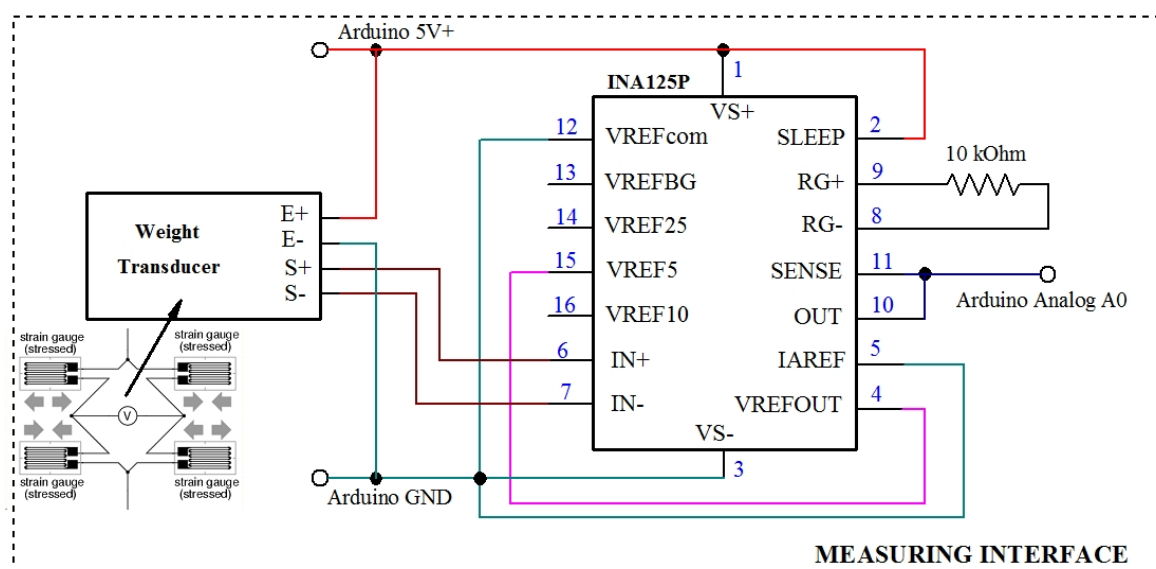 Arduino 5V+
1
INA125P
VS+
12
VREFcom
SLEEP
2
10 kOhm
13
VREFBG
RG+
9
14
VREF25
RG-
8
15
VREF5
SENSE
11
Arduino Analog A0
16
VREF10
OUT
10
6
IN+
IAREF
5
7
IN-
VREFOUT
4
VS-
3
Weight
Transducer
E+
E-
S+
S-
strain gauge
(stressed)
strain gauge
(stressed)
V
strain gauge
(stressed)
strain gauge
(stressed)
Arduino GND
MEASURING INTERFACE